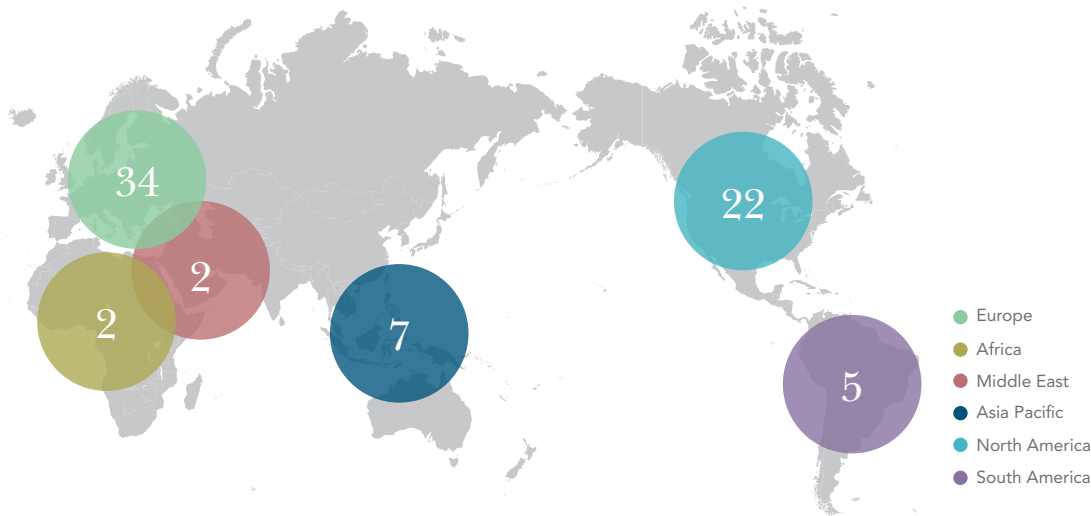 34
22
2
2
7
5
Europe
Africa
Middle East
Asia Pacific
North America
South America